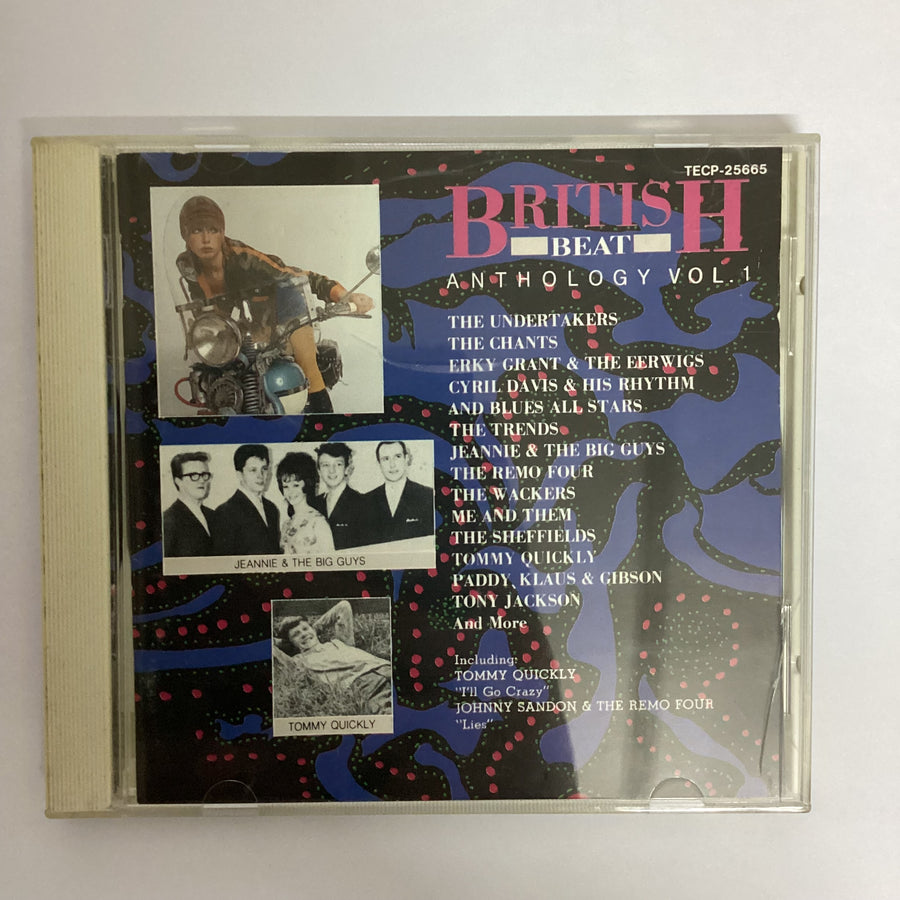 TECP-25665
BRITISH
BEAT
ANTHOLOGY VOL. 1
THE UNDERTAKERS
THE CHANTS
ERKY GRANT & THE EERWIGS
CYRIL DAVIS & HIS RHYTHM
AND BLUES ALL STARS
THE TRENDS
JEANNIE & THE BIG GUYS
THE REMO FOUR
THE WACKERS
ME AND THEM
THE SHEFFIELDS
TOMMY QUICKLY
PADDY, KLAUS & GIBSON
TONY JACKSON
And More
Including:
TOMMY QUICKLY
"I'll Go Crazy"
JOHNNY SANDON & THE REMO FOUR
"Lies"
JEANNIE & THE BIG GUYS
TOMMY QUICKLY